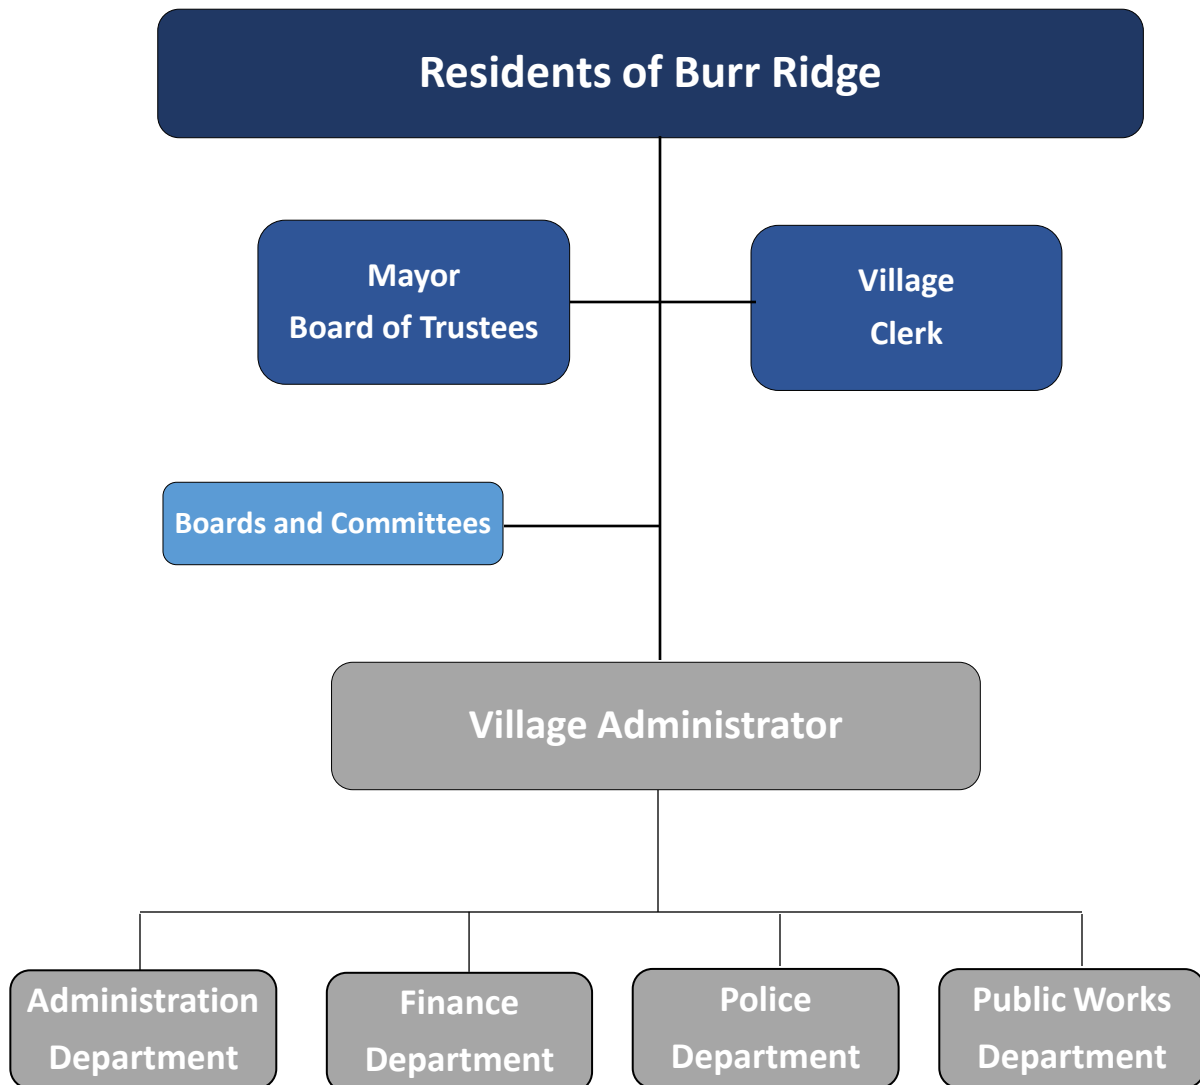 Residents of Burr Ridge
Mayor
Board of Trustees
Village
Clerk
Boards and Committees
Village Administrator
Administration
Department
Finance
Department
Police
Department
Public Works
Department